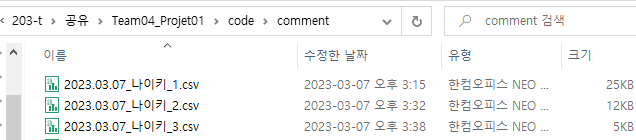 203-t > 공유 > Team04_Projet01 > code > comment
comment 검색
이름 수정한 날짜 유형 크기
2023.03.07_나이키_1.csv 2023-03-07 오후 3:15 한컴오피스 NEO ... 25KB
2023.03.07_나이키_2.csv 2023-03-07 오후 3:32 한컴오피스 NEO ... 12KB
2023.03.07_나이키_3.csv 2023-03-07 오후 3:38 한컴오피스 NEO ... 5KB